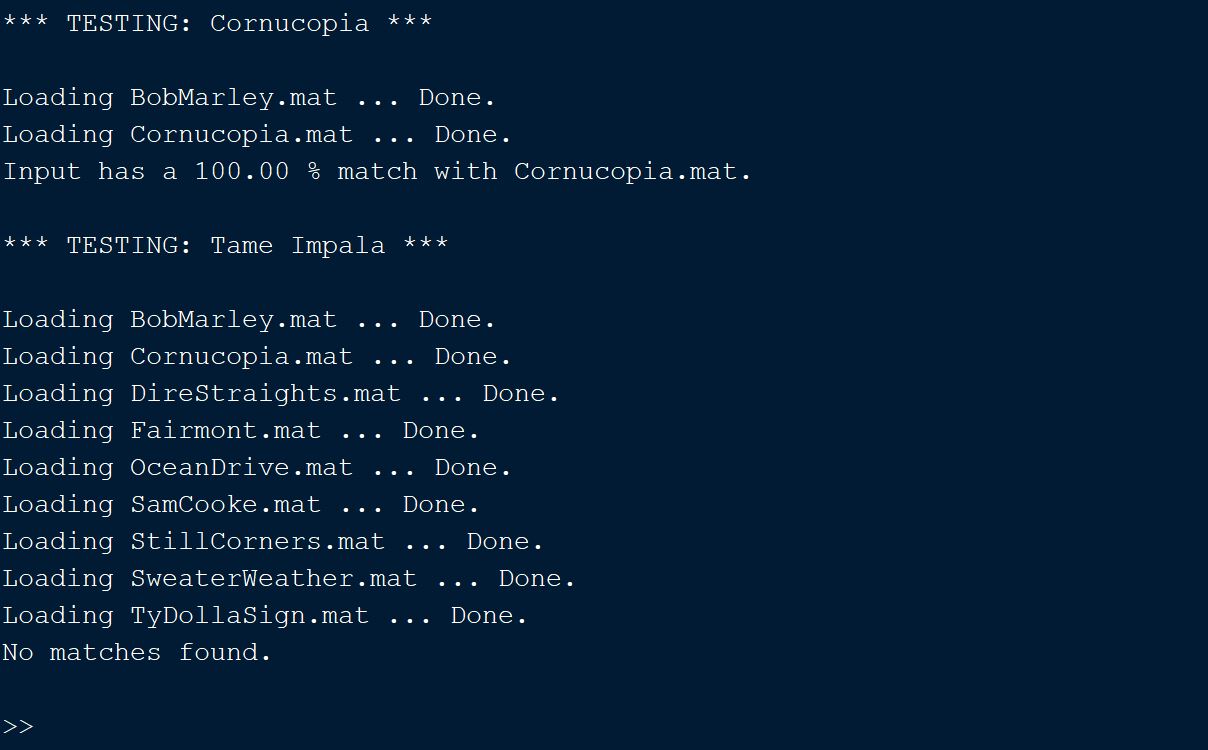 *** TESTING: Cornucopia ***
Loading BobMarley.mat ... Done.
Loading Cornucopia.mat ... Done.
Input has a 100.00 % match with Cornucopia.mat.
*** TESTING: Tame Impala ***
Loading BobMarley.mat ... Done.
Loading Cornucopia.mat ... Done.
Loading DireStraights.mat ... Done.
Loading Fairmont.mat ... Done.
Loading OceanDrive.mat ... Done.
Loading SamCooke.mat ... Done.
Loading StillCorners.mat ... Done.
Loading SweaterWeather.mat ... Done.
Loading TyDollaSign.mat ... Done.
No matches found.
>>